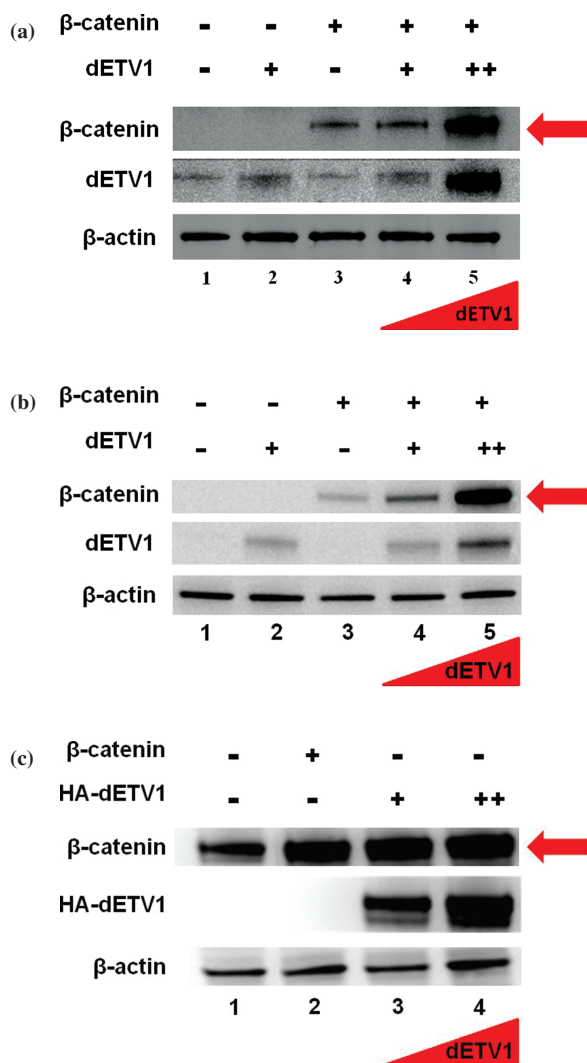 (a)
β-catenin - - + + +
dETV1 - + - + ++
β-catenin
dETV1
β-actin
1 2 3 4 5
dETV1
(b)
β-catenin - - + + +
dETV1 - + - + ++
β-catenin
dETV1
β-actin
1 2 3 4 5
dETV1
(c)
β-catenin - + - -
HA-dETV1 - - + ++
β-catenin
HA-dETV1
β-actin
1 2 3 4
dETV1